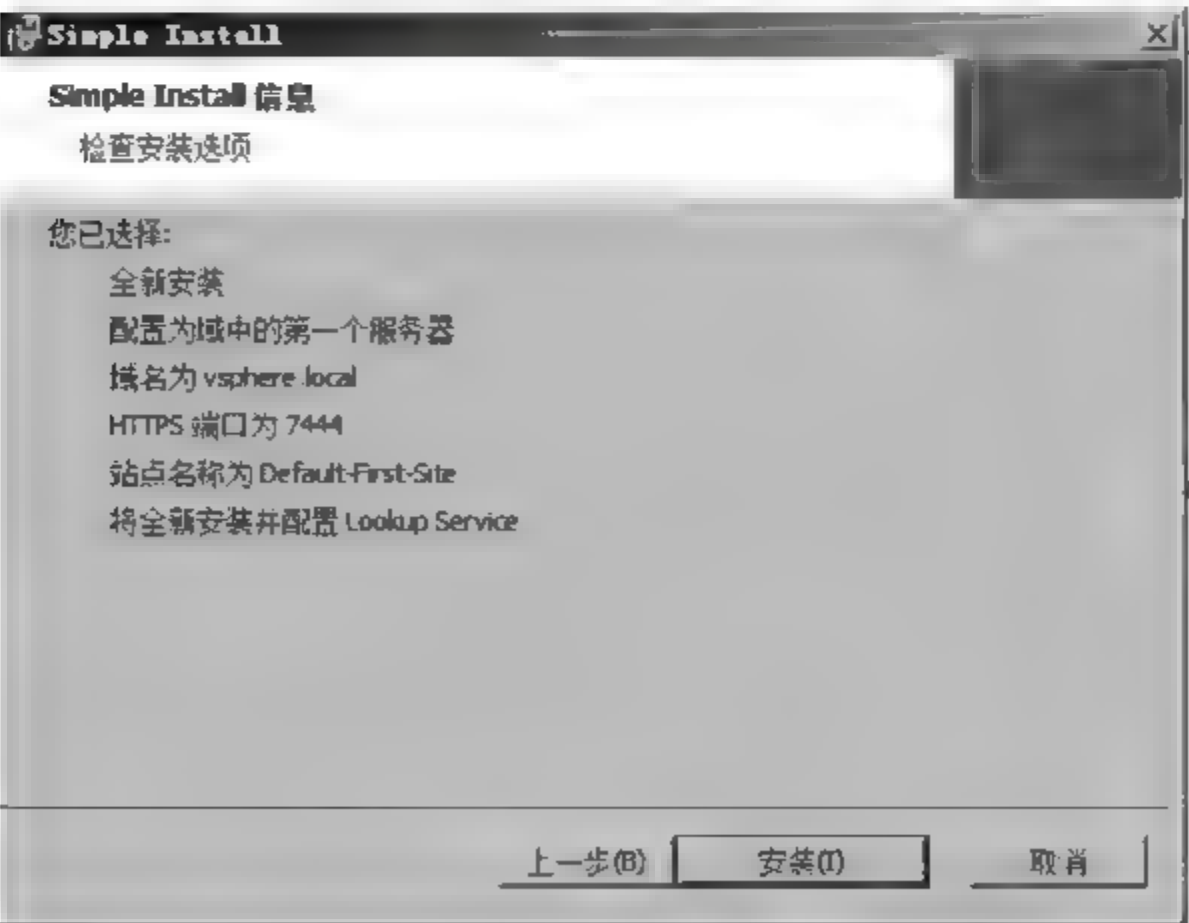 Simple Install
Simple Install 信息
检查安装选项
您已选择:
全新安装
配置为域中的第一个服务器
域名为 vsphere.local
HTTPS 端口为 7444
站点名称为 Default-First-Site
将全新安装并配置 Lookup Service
上一步(B)
安装(I)
取消